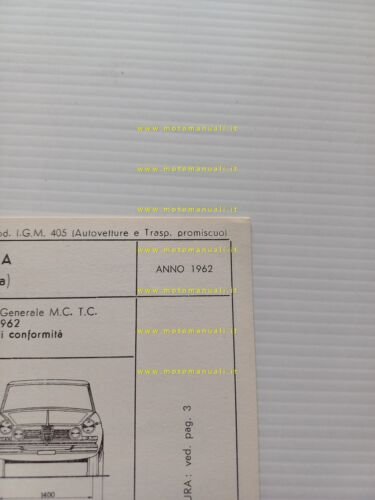 www.motomanuali.it
www.motomanuali.it
www.motomanuali.it
od. I.G.M. 405 (Autovetture e Trasp. promiscuo)
A
ANNO 1962
a)
www.motomanuali.it
Generale M.C. T.C.
962
i conformità
www.motomanuali.it
www.motomanuali.it
URA: ved. pag. 3
1400